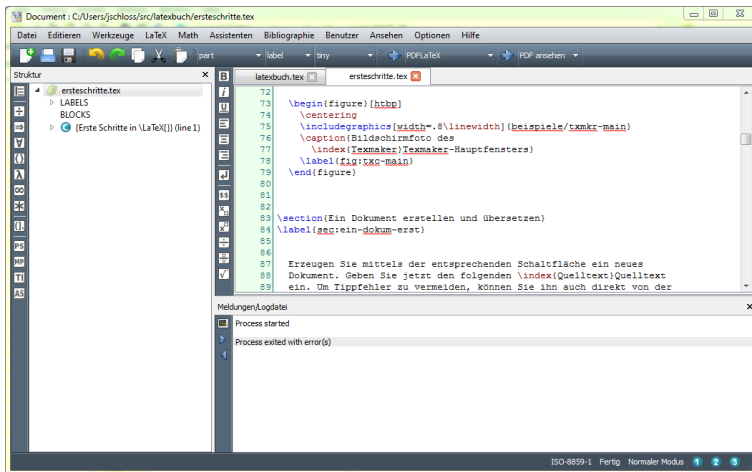 Document : C:/Users/jschloss/src/latexbuch/ersteschritte.tex
Datei Editieren Werkzeuge LaTeX Math Assistenten Bibliographie Benutzer Ansehen Optionen Hilfe
part label tiny PDFLaTeX PDF ansehen
Struktur
ersteschritte.tex
LABELS
BLOCKS
C (Erste Schritte in \LaTeX{}) (line 1)
PS
MP
TI
AS
B
i
U
$$
latexbuch.tex ersteschritte.tex
72
73 \begin{figure}[htbp]
74 \centering
75 \includegraphics[width=.8\linewidth]{beispiele/txmkr-main}
76 \caption{Bildschirmfoto des
77 \index{Texmaker}Texmaker-Hauptfensters}
78 \label{fig:txc-main}
79 \end{figure}
80
81
82
83 \section{Ein Dokument erstellen und übersetzen}
84 \label{sec:ein-dokum-erst}
85
86
87 Erzeugen Sie mittels der entsprechenden Schaltfläche ein neues
88 Dokument. Geben Sie jetzt den folgenden \index{Quelltext}Quelltext
89 ein. Um Tippfehler zu vermeiden, können Sie ihn auch direkt von der
Meldungen/Logdatei
Process started
Process exited with error(s)
ISO-8859-1 Fertig Normaler Modus 1 2 3